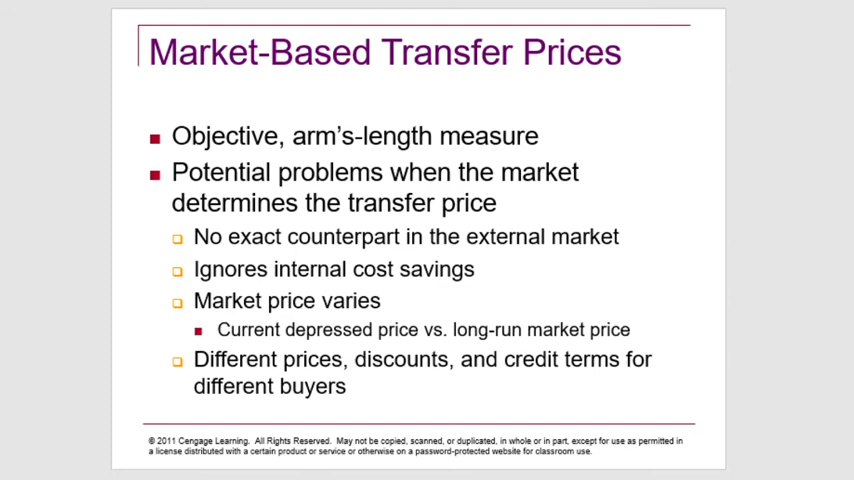 Market-Based Transfer Prices
Objective, arm's-length measure
Potential problems when the market
determines the transfer price
No exact counterpart in the external market
Ignores internal cost savings
Market price varies
Current depressed price vs. long-run market price
Different prices, discounts, and credit terms for
different buyers
© 2011 Cengage Learning. All Rights Reserved. May not be copied, scanned, or duplicated, in whole or in part, except for use as permitted in
a license distributed with a certain product or service or otherwise on a password-protected website for classroom use.